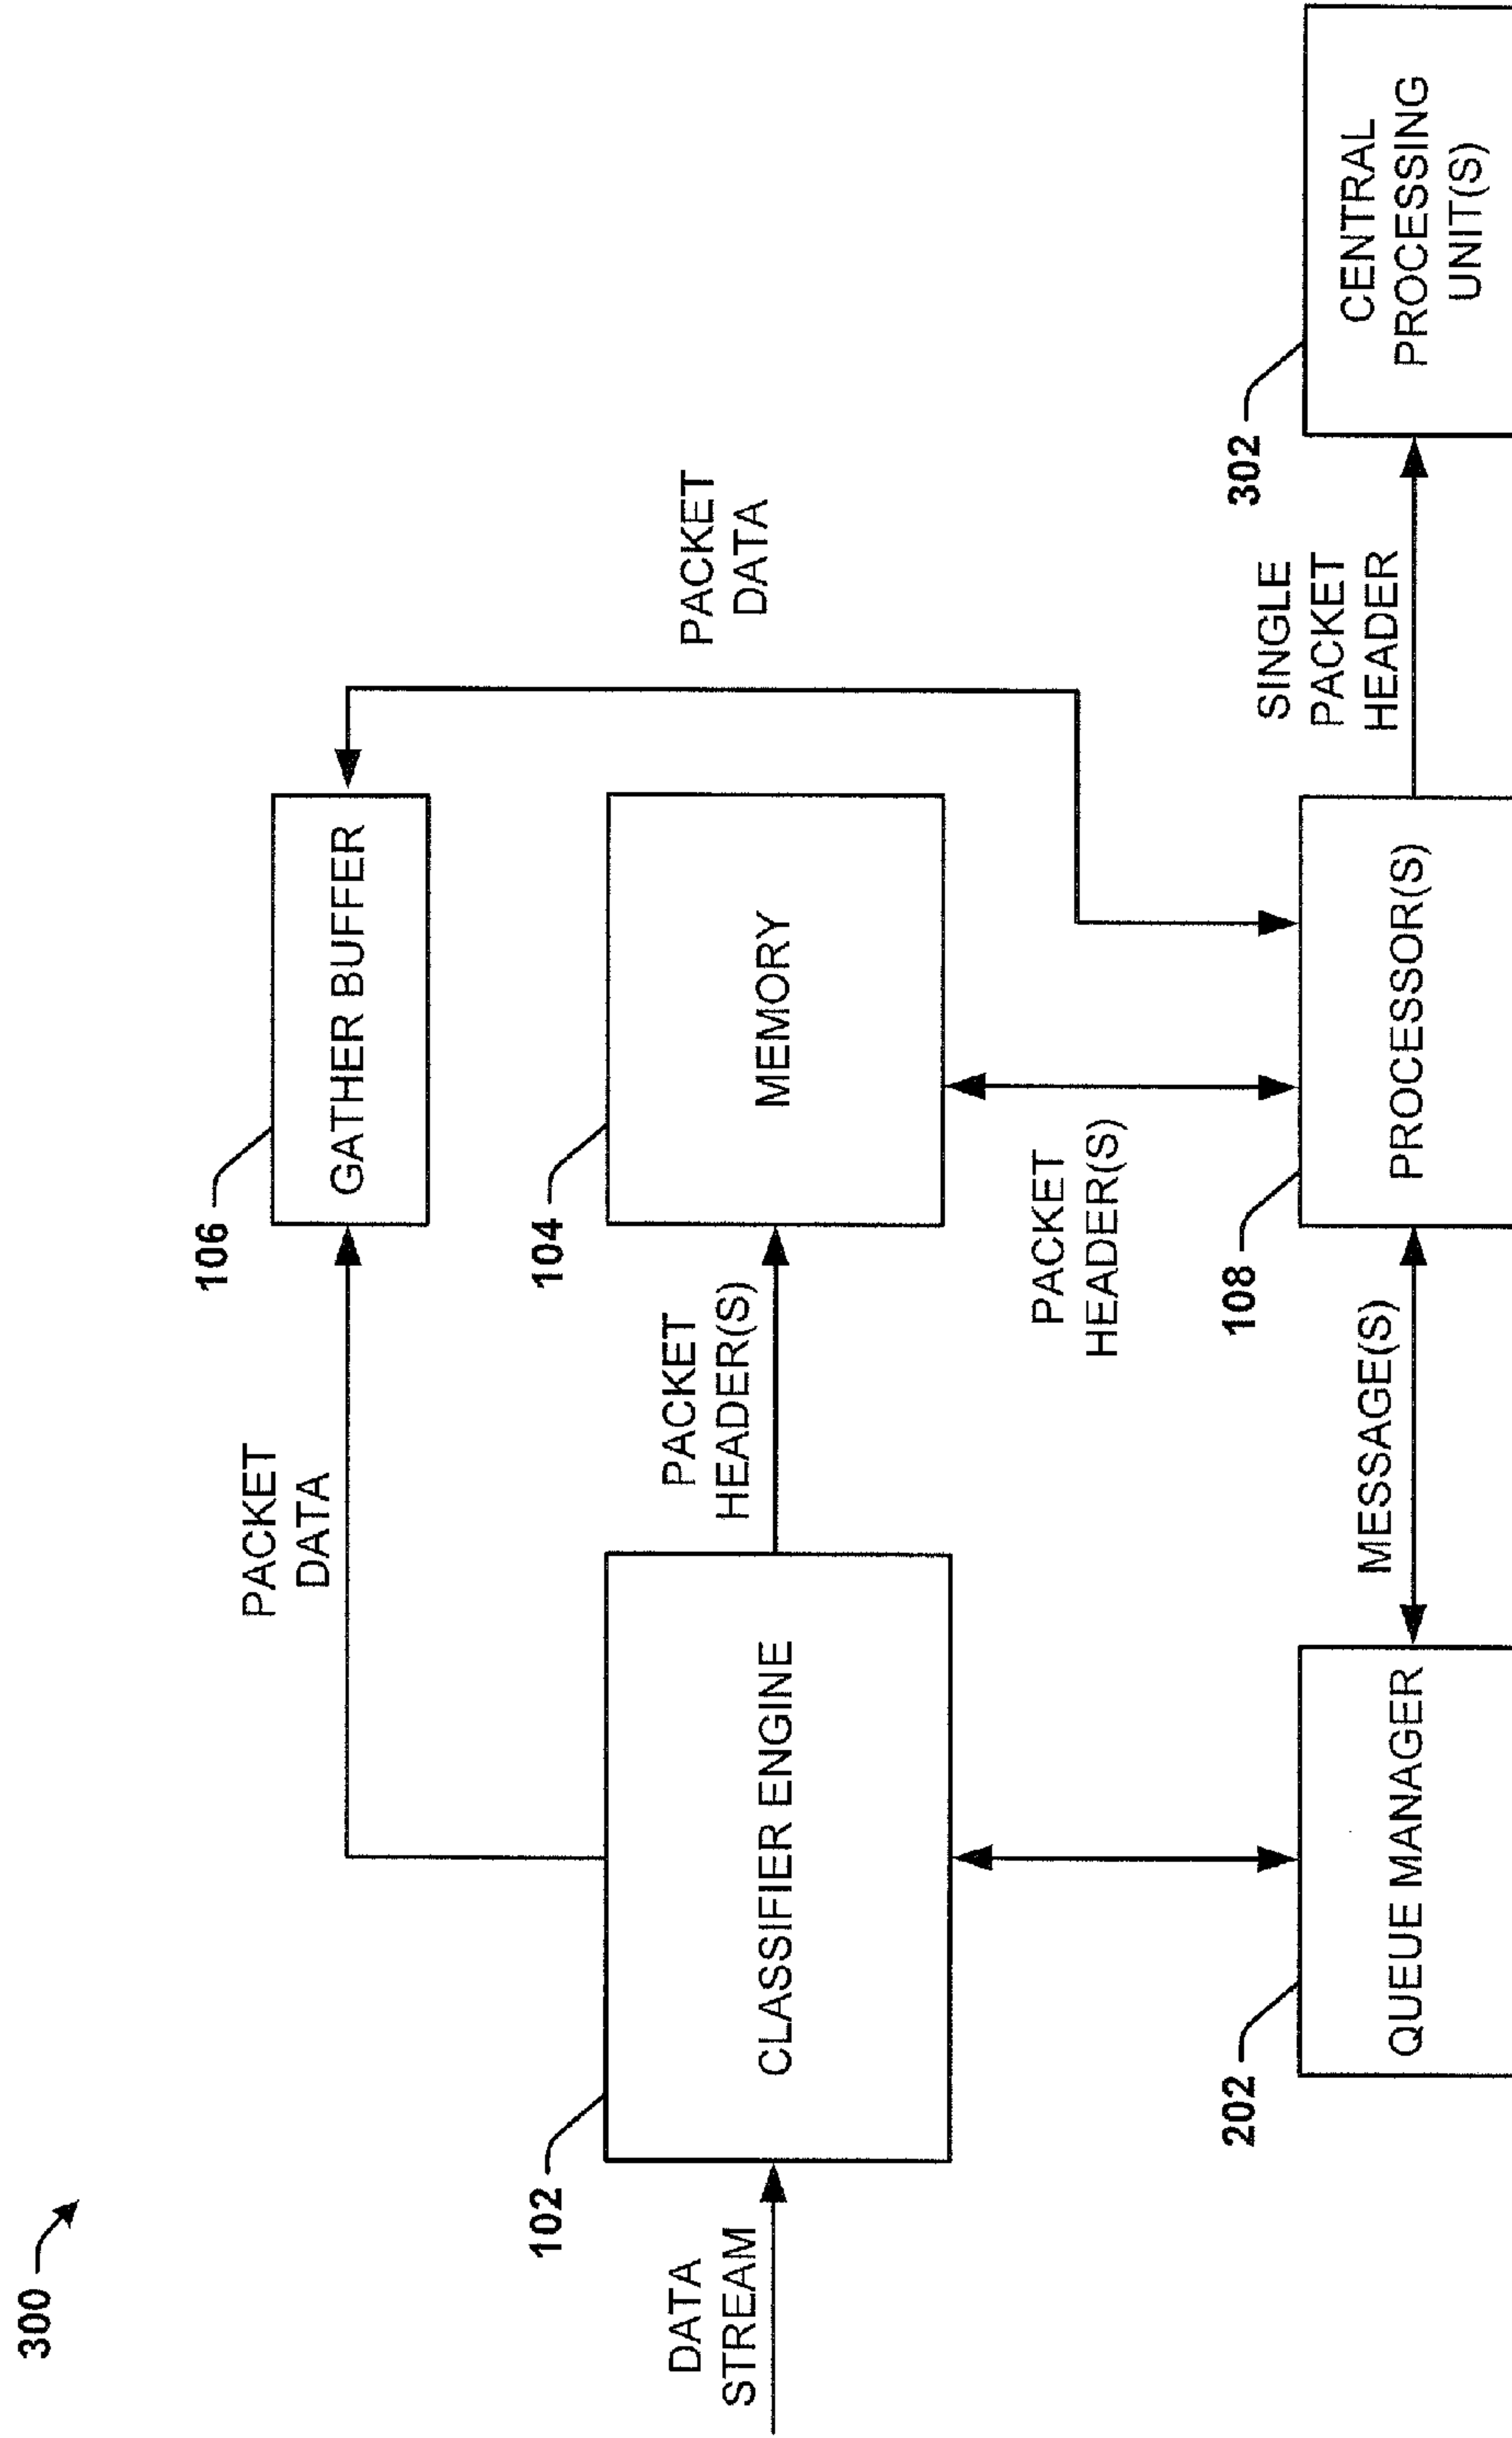 300
106
PACKET
DATA
GATHER BUFFER
PACKET
DATA
102
104
DATA
STREAM
CLASSIFIER ENGINE
PACKET
HEADER(S)
MEMORY
PACKET
HEADER(S)
202
108
302
QUEUE MANAGER
MESSAGE(S)
PROCESSOR(S)
SINGLE
PACKET
HEADER
CENTRAL
PROCESSING
UNIT(S)